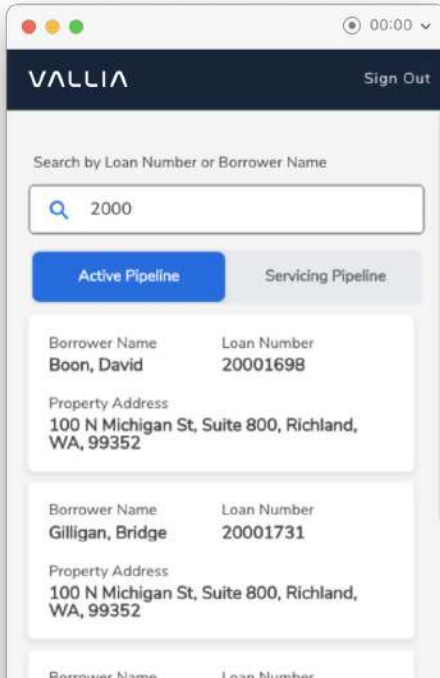 00:00
VALLIA
Sign Out
Search by Loan Number or Borrower Name
2000
Active Pipeline
Servicing Pipeline
Borrower Name Loan Number
Boon, David 20001698
Property Address
100 N Michigan St, Suite 800, Richland,
WA, 99352
Borrower Name Loan Number
Gilligan, Bridge 20001731
Property Address
100 N Michigan St, Suite 800, Richland,
WA, 99352
Borrower Name Loan Number